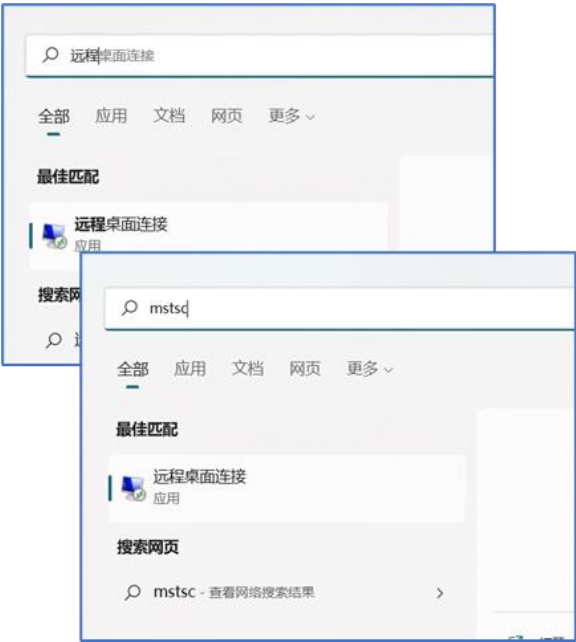 远程桌面连接
全部 应用 文档 网页 更多
最佳匹配
远程桌面连接
应用
搜索网
mstsc
全部 应用 文档 网页 更多
最佳匹配
远程桌面连接
应用
搜索网页
mstsc - 查看网络搜索结果